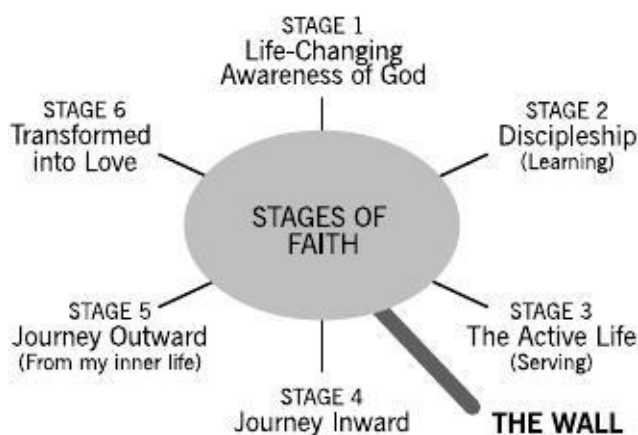 STAGE 1
Life-Changing
Awareness of God
STAGE 6
Transformed
into Love
STAGE 2
Discipleship
(Learning)
STAGES OF
FAITH
STAGE 5
Journey Outward
(From my inner life)
STAGE 3
The Active Life
(Serving)
STAGE 4
Journey Inward
THE WALL